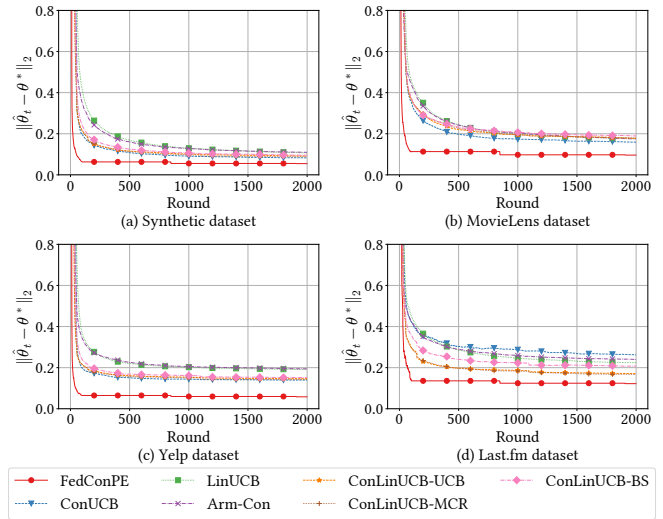 0.8 0.6 0.4 0.2 0.0
‖θ̂_t − θ*‖₂
0 500 1000 1500 2000
Round
(a) Synthetic dataset
0.8 0.6 0.4 0.2 0.0
‖θ̂_t − θ*‖₂
0 500 1000 1500 2000
Round
(b) MovieLens dataset
0.8 0.6 0.4 0.2 0.0
‖θ̂_t − θ*‖₂
0 500 1000 1500 2000
Round
(c) Yelp dataset
0.8 0.6 0.4 0.2 0.0
‖θ̂_t − θ*‖₂
0 500 1000 1500 2000
Round
(d) Last.fm dataset
FedConPE LinUCB ConLinUCB-UCB ConLinUCB-BS
ConUCB Arm-Con ConLinUCB-MCR